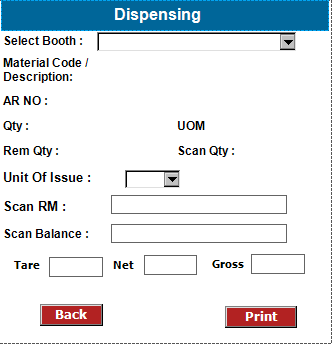 Dispensing
Select Booth :
Material Code /
Description:
AR NO :
Qty : UOM
Rem Qty : Scan Qty :
Unit Of Issue :
Scan RM :
Scan Balance :
Tare Net Gross
Back Print